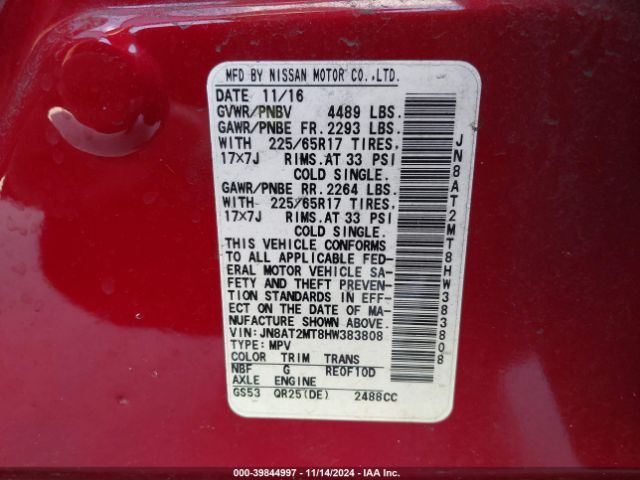 MFD BY NISSAN MOTOR CO.,LTD.
DATE 11/16
GVWR/PNBV 4489 LBS.
GAWR/PNBE FR.2293 LBS.
WITH 225/65R17 TIRES,
17x7J RIMS.AT 33 PSI
COLD SINGLE.
GAWR/PNBE RR.2264 LBS.
WITH 225/65R17 TIRES,
17x7J RIMS.AT 33 PSI
COLD SINGLE.
THIS VEHICLE CONFORMS
TO ALL APPLICABLE FED-
ERAL MOTOR VEHICLE SA-
FETY AND THEFT PREVEN-
TION STANDARDS IN EFF-
ECT ON THE DATE OF MA-
NUFACTURE SHOWN ABOVE.
VIN:JN8AT2MT8HW383808
TYPE:MPV
COLOR TRIM TRANS
NBF G RE0F10D
AXLE ENGINE
GS53 QR25(DE) 2488CC
JN8AT2MT8HW383808
000-39844997 - 11/14/2024 - IAA Inc.